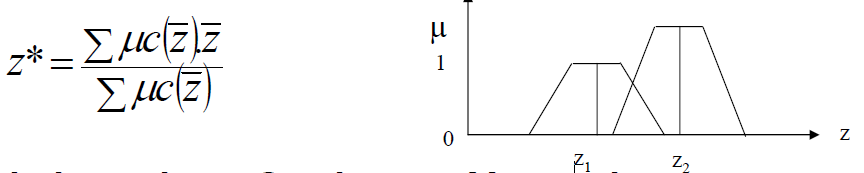 z* = ∑ μc(z̅).z̅ / ∑ μc(z̅)
μ
1
0
z
z₁
z₂